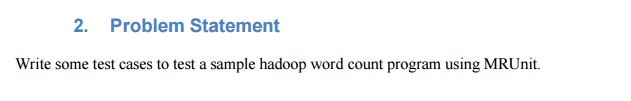 2. Problem Statement
Write some test cases to test a sample hadoop word count program using MRUnit.